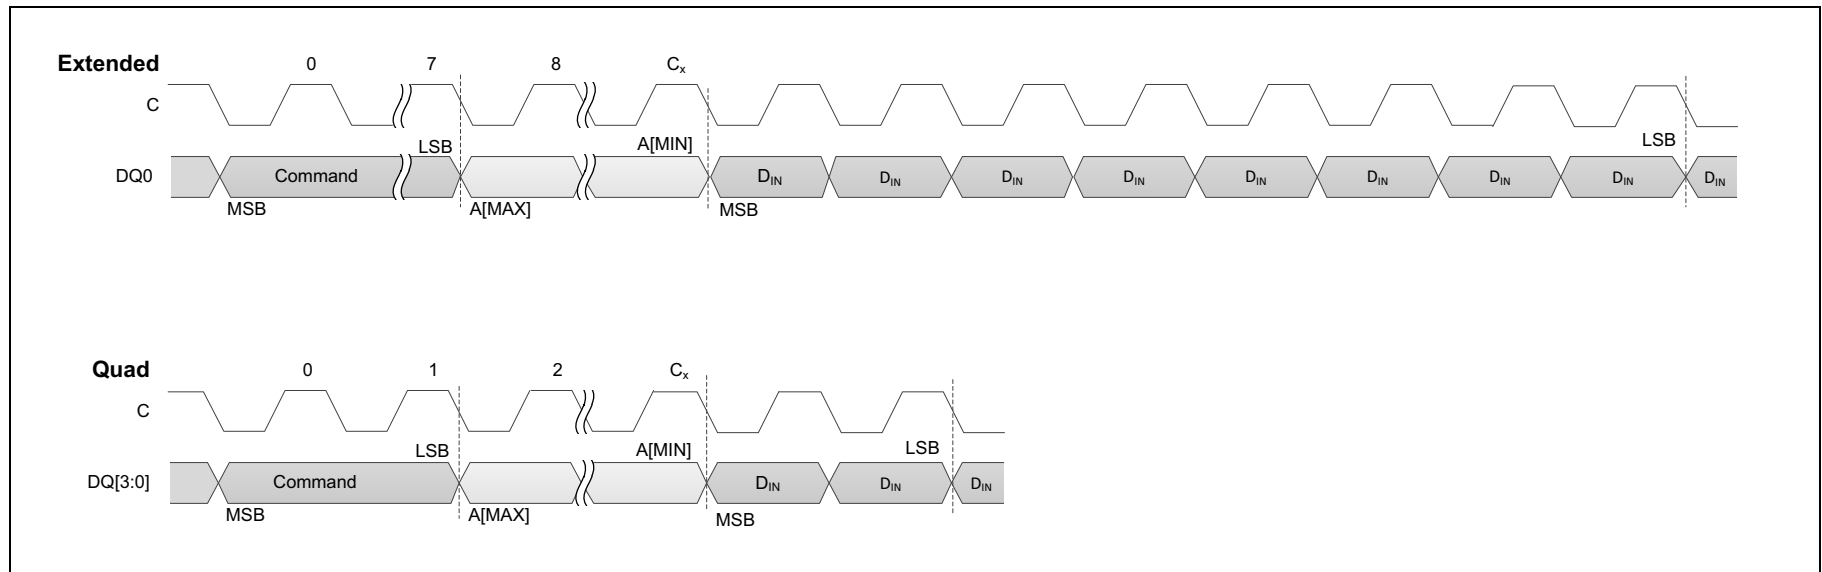 Extended 0 7 8 Cx
C
LSB A[MIN] LSB
DQ0 Command DIN DIN DIN DIN DIN DIN DIN DIN DIN
MSB A[MAX] MSB
Quad 0 1 2 Cx
C
LSB A[MIN] LSB
DQ[3:0] Command DIN DIN DIN
MSB A[MAX] MSB